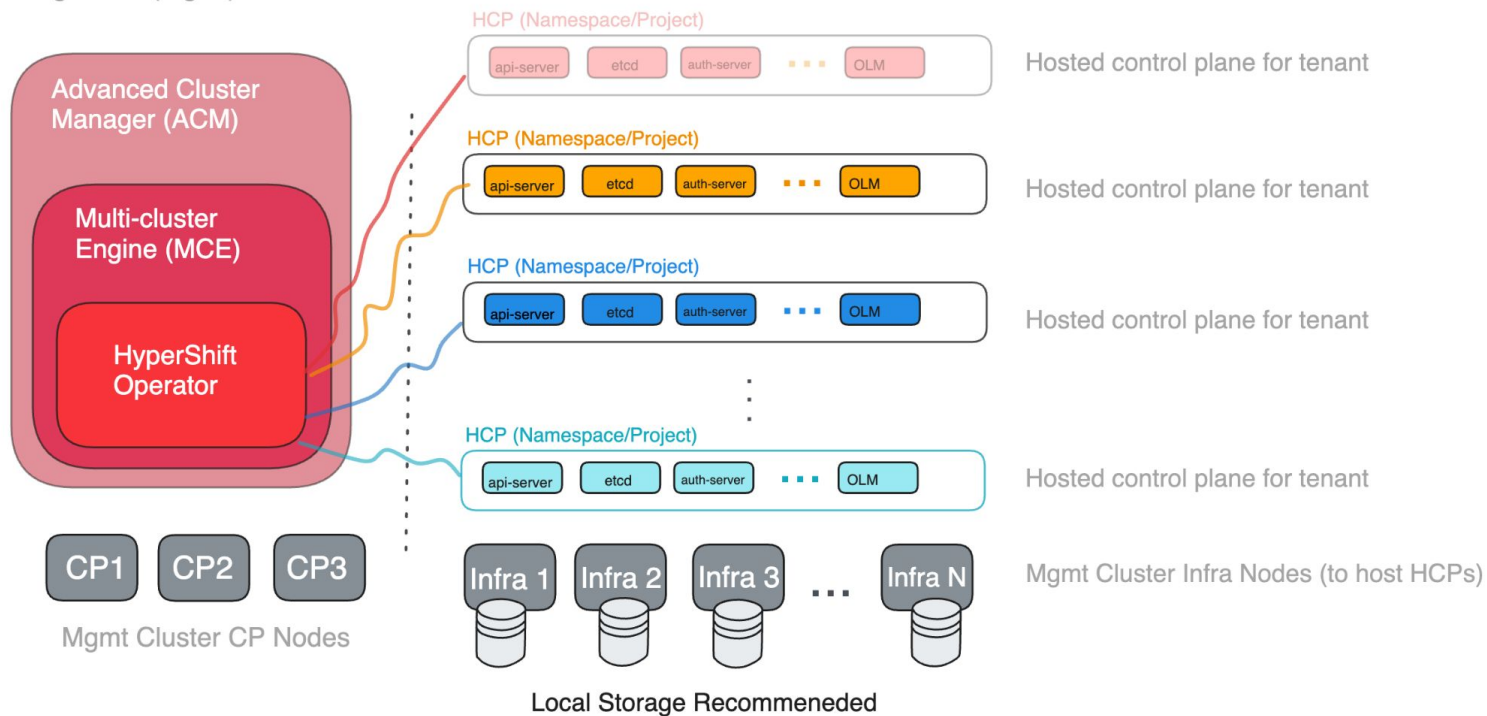 HCP (Namespace/Project)
api-server etcd auth-server OLM
Hosted control plane for tenant
Advanced Cluster
Manager (ACM)
HCP (Namespace/Project)
api-server etcd auth-server OLM
Hosted control plane for tenant
Multi-cluster
Engine (MCE)
HCP (Namespace/Project)
api-server etcd auth-server OLM
Hosted control plane for tenant
HyperShift
Operator
HCP (Namespace/Project)
api-server etcd auth-server OLM
Hosted control plane for tenant
CP1 CP2 CP3
Infra 1 Infra 2 Infra 3 ... Infra N
Mgmt Cluster Infra Nodes (to host HCPs)
Mgmt Cluster CP Nodes
Local Storage Recommeneded